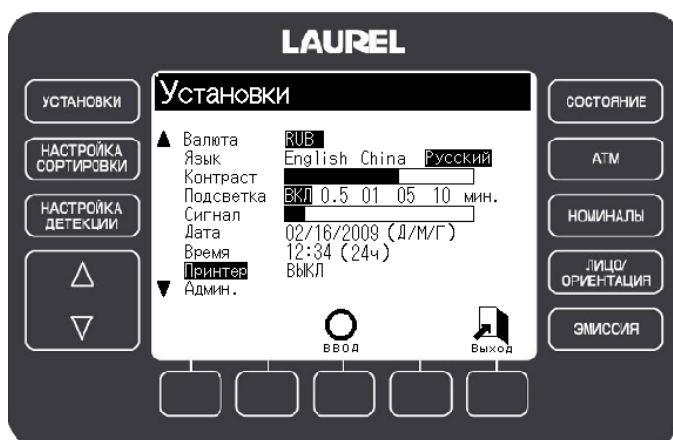 LAUREL
УСТАНОВКИ
НАСТРОЙКА
СОРТИРОВКИ
НАСТРОЙКА
ДЕТЕКЦИИ
Установки
Валюта RUB
Язык English China Русский
Контраст
Подсветка ВКЛ 0.5 01 05 10 мин.
Сигнал
Дата 02/16/2009 (Д/М/Г)
Время 12:34 (24ч)
Принтер ВЫКЛ
Админ.
ВВОД
Выход
СОСТОЯНИЕ
ATM
НОМИНАЛЫ
ЛИЦО/
ОРИЕНТАЦИЯ
ЭМИССИЯ